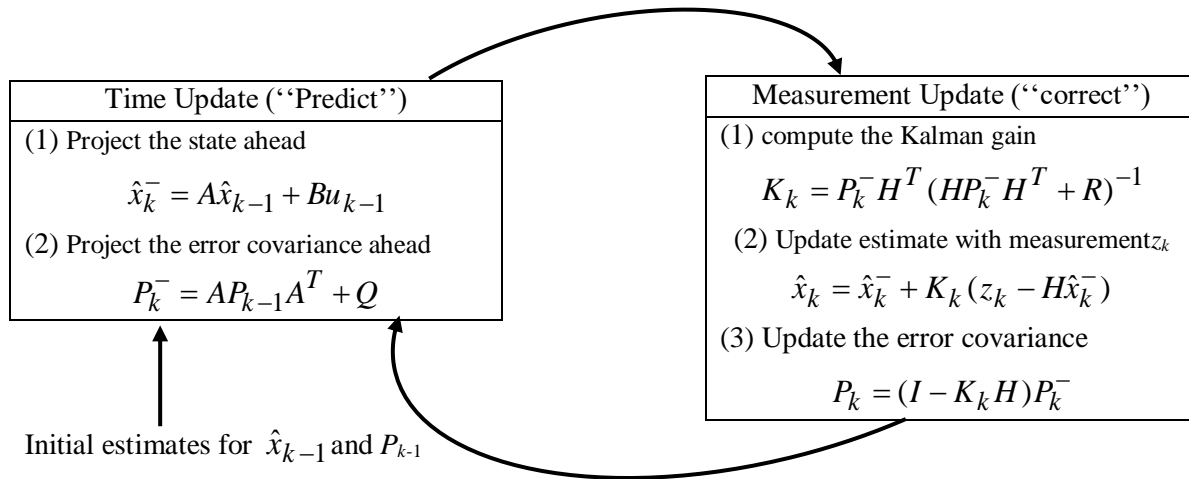 Time Update (‘‘Predict’’)
(1) Project the state ahead
x̂ₖ⁻ = Ax̂ₖ₋₁ + Buₖ₋₁
(2) Project the error covariance ahead
Pₖ⁻ = APₖ₋₁Aᵀ + Q
Initial estimates for x̂ₖ₋₁ and Pₖ₋₁
Measurement Update (‘‘correct’’)
(1) compute the Kalman gain
Kₖ = Pₖ⁻Hᵀ(HPₖ⁻Hᵀ + R)⁻¹
(2) Update estimate with measurementzₖ
x̂ₖ = x̂ₖ⁻ + Kₖ(zₖ − Hx̂ₖ⁻)
(3) Update the error covariance
Pₖ = (I − KₖH)Pₖ⁻